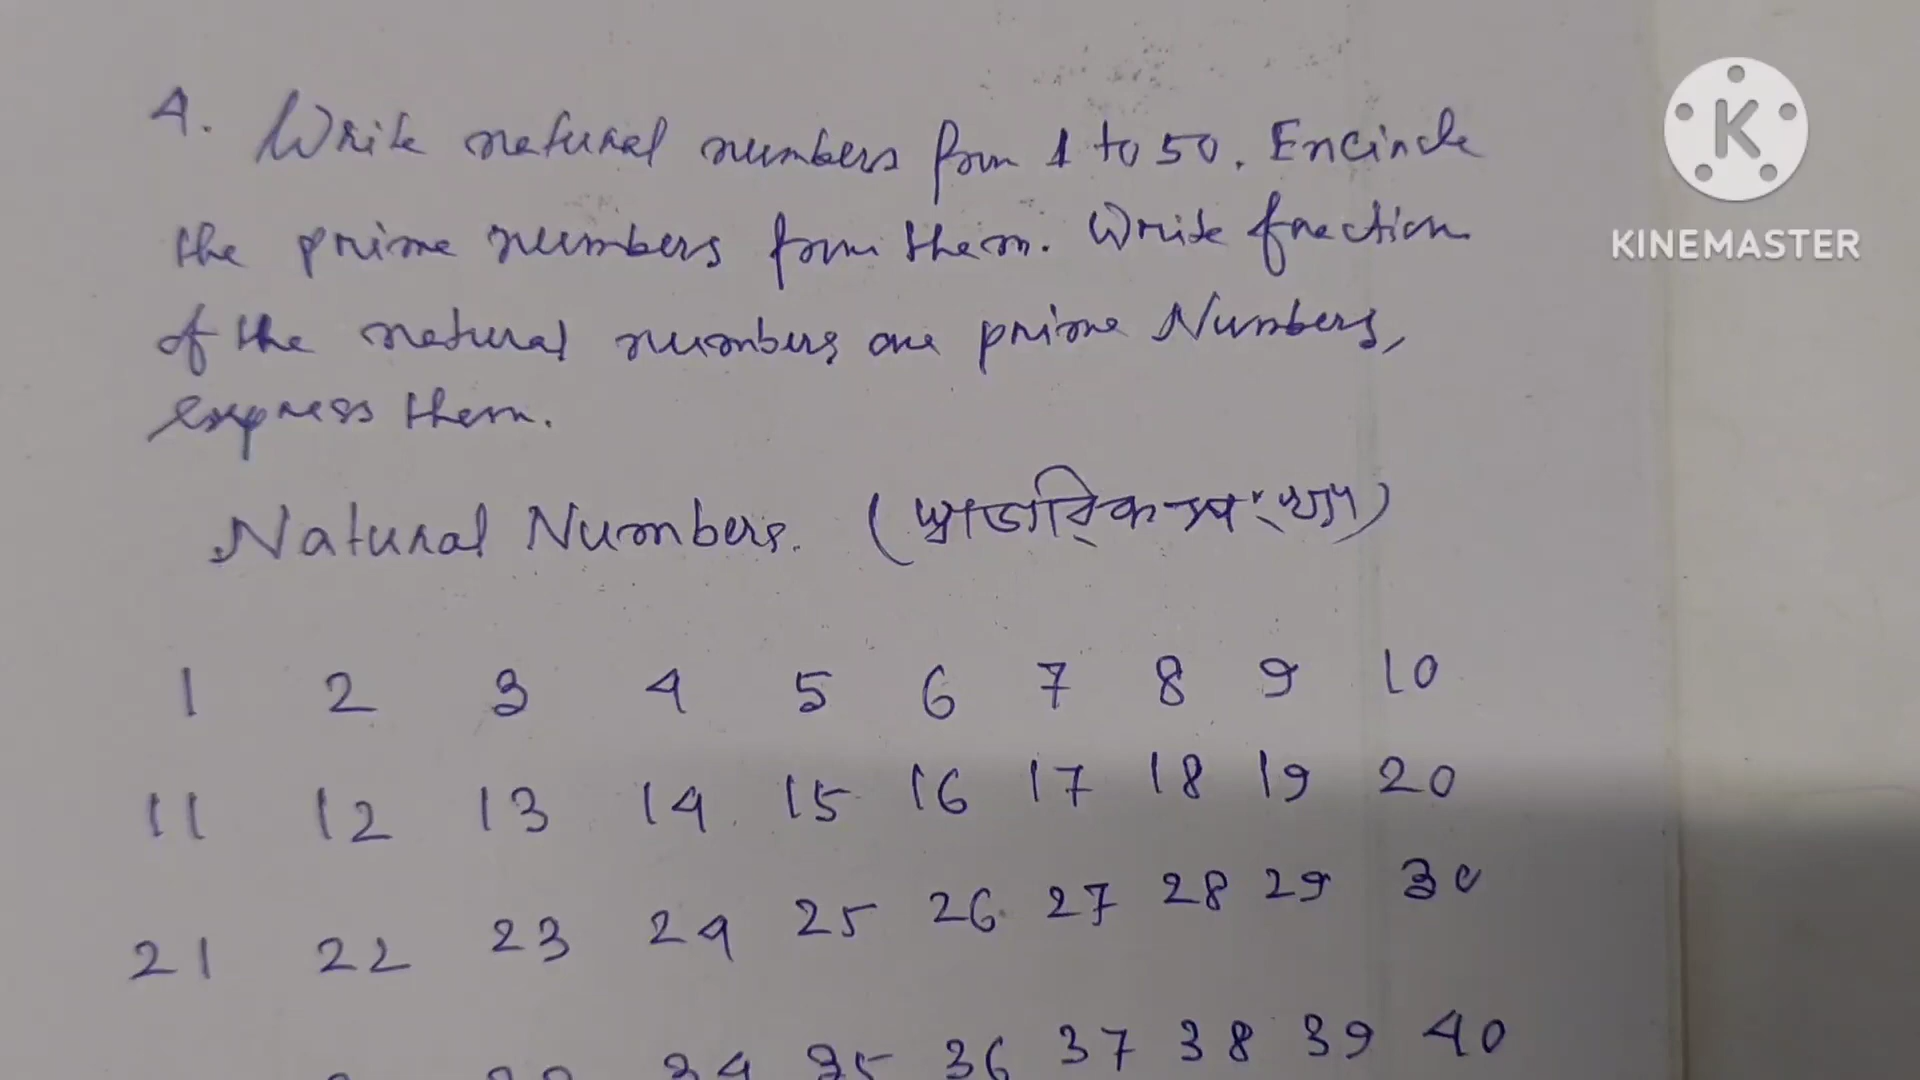 4. Write natural numbers from 1 to 50. Encircle
the prime numbers from them. Write fraction
of the natural numbers are prime Numbers,
express them.
Natural Numbers. (স্বাভাবিক সংখ্যা)
1 2 3 4 5 6 7 8 9 10
11 12 13 14 15 16 17 18 19 20
21 22 23 24 25 26 27 28 29 30
34 35 36 37 38 39 40
K
KINEMASTER